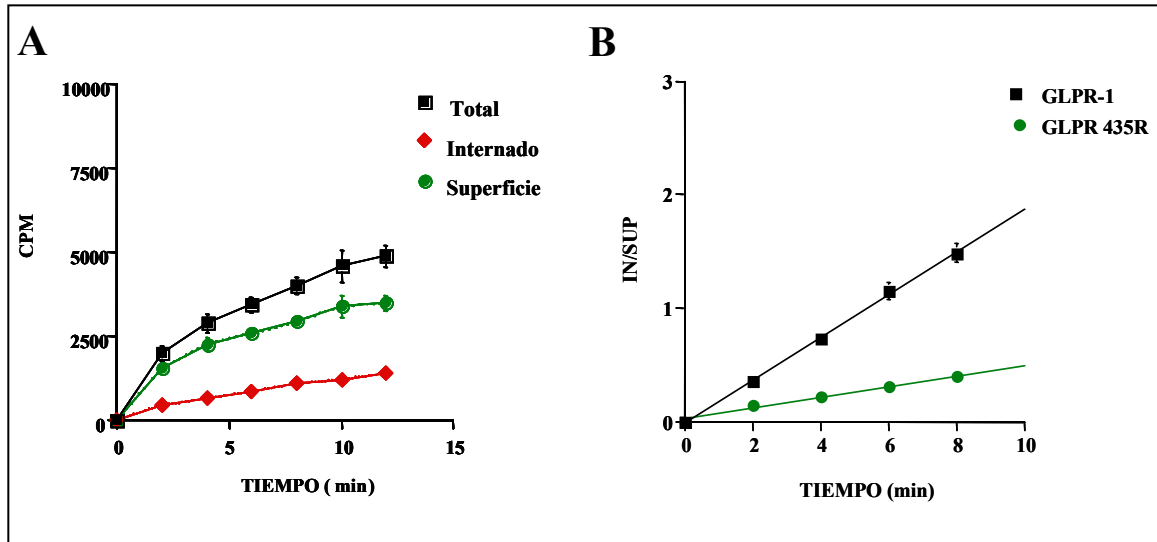 A
10000
7500
5000
2500
0
CPM
0
5
10
15
TIEMPO ( min)
Total
Internado
Superficie
B
3
2
1
0
IN/SUP
0
2
4
6
8
10
TIEMPO (min)
GLPR-1
GLPR 435R